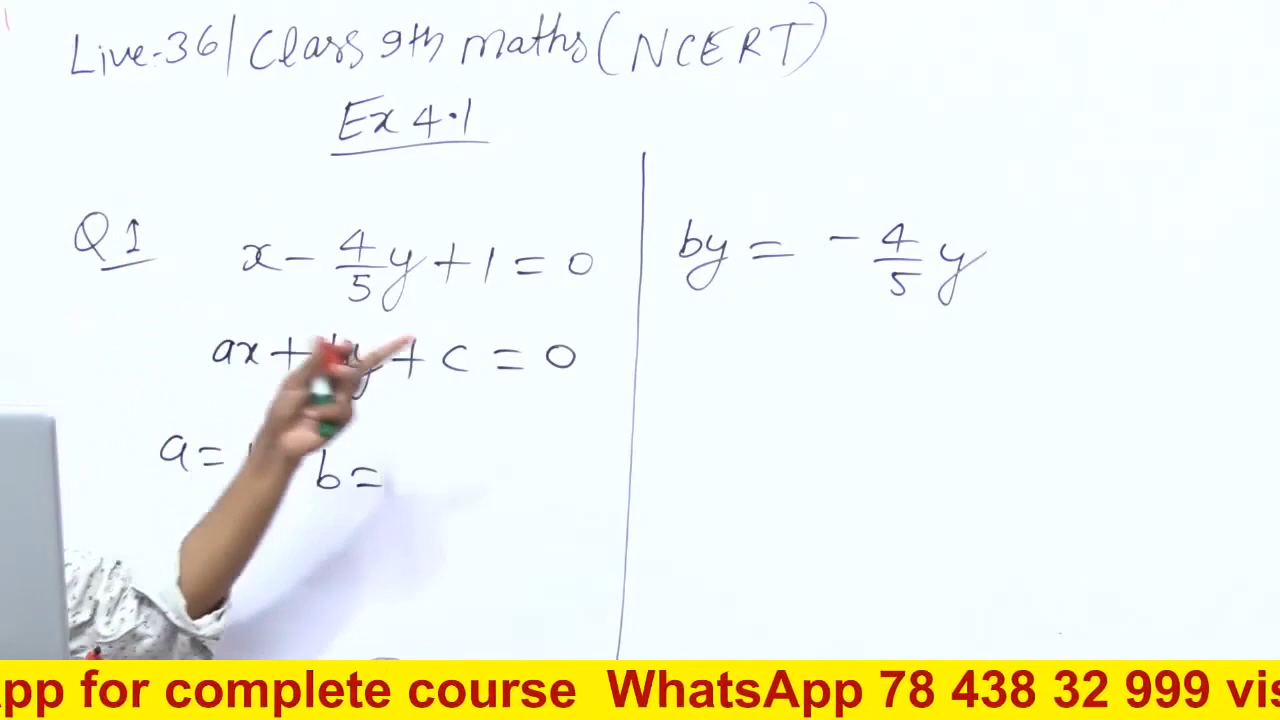 Live-36| Class 9th maths (NCERT)
Ex 4.1
Q1
x - 4/5 y + 1 = 0
ax + y + c = 0
a = b =
by = - 4/5 y
App for complete course WhatsApp 78 438 32 999 vis